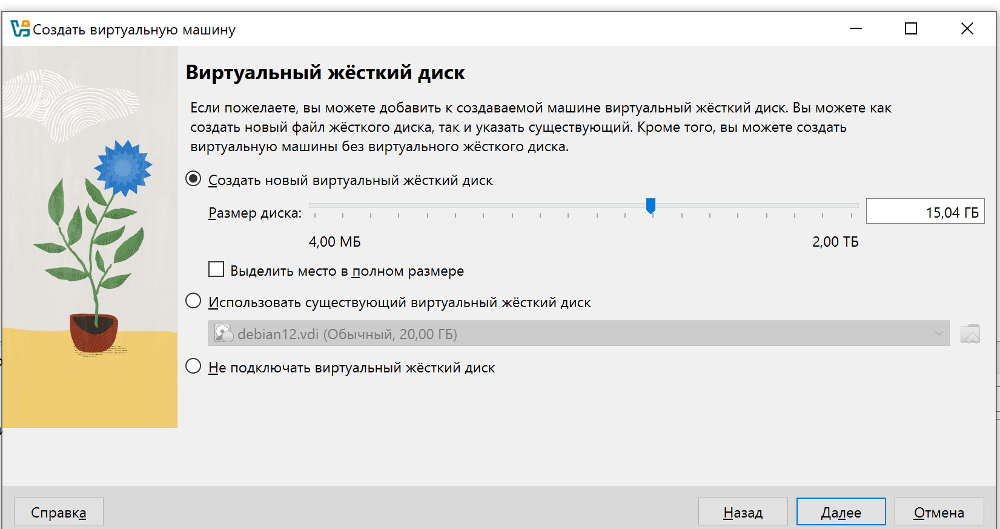 Создать виртуальную машину
Виртуальный жёсткий диск
Если пожелаете, вы можете добавить к создаваемой машине виртуальный жёсткий диск. Вы можете как
создать новый файл жёсткого диска, так и указать существующий. Кроме того, вы можете создать
виртуальную машины без виртуального жёсткого диска.
Создать новый виртуальный жёсткий диск
Размер диска:
15,04 ГБ
4,00 МБ
2,00 ТБ
Выделить место в полном размере
Использовать существующий виртуальный жёсткий диск
debian12.vdi (Обычный, 20,00 ГБ)
Не подключать виртуальный жёсткий диск
Справка
Назад
Далее
Отмена